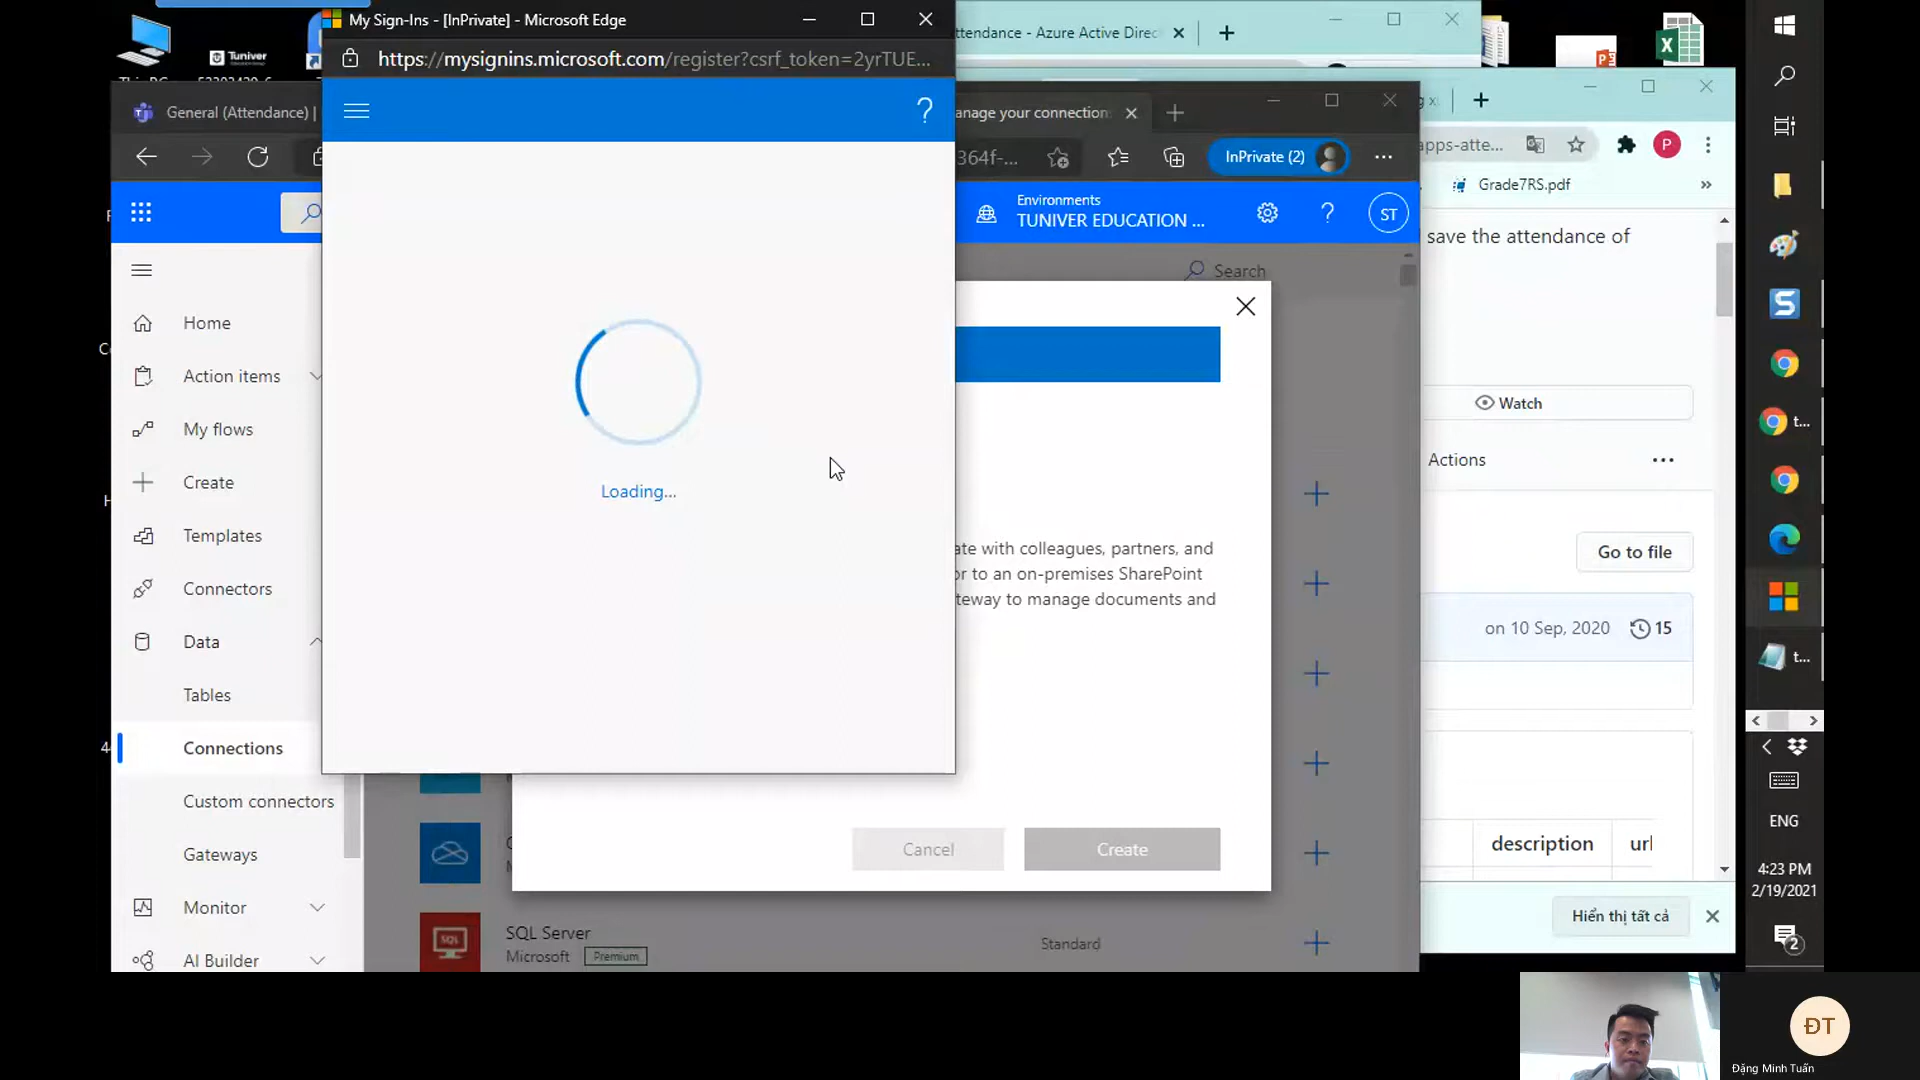 My Sign-Ins - [InPrivate] - Microsoft Edge
https://mysignins.microsoft.com/register?csrf_token=2yrTUE...
?
Loading...
Tuniver
ttendance - Azure Active Direc
General (Attendance) |
anage your connection
364f-...
InPrivate (2)
Environments
TUNIVER EDUCATION ...
?
ST
Search
Home
Action items
My flows
Create
Templates
Connectors
Data
Tables
Connections
Custom connectors
Gateways
Monitor
AI Builder
ate with colleagues, partners, and
or to an on-premises SharePoint
teway to manage documents and
Cancel
Create
SQL
SQL Server
Microsoft
Premium
Standard
apps-atte...
P
Grade7RS.pdf
save the attendance of
Watch
Actions
Go to file
on 10 Sep, 2020
15
description
url
Hiển thị tất cả
t...
t...
ENG
4:23 PM
2/19/2021
2
ĐT
Đặng Minh Tuấn